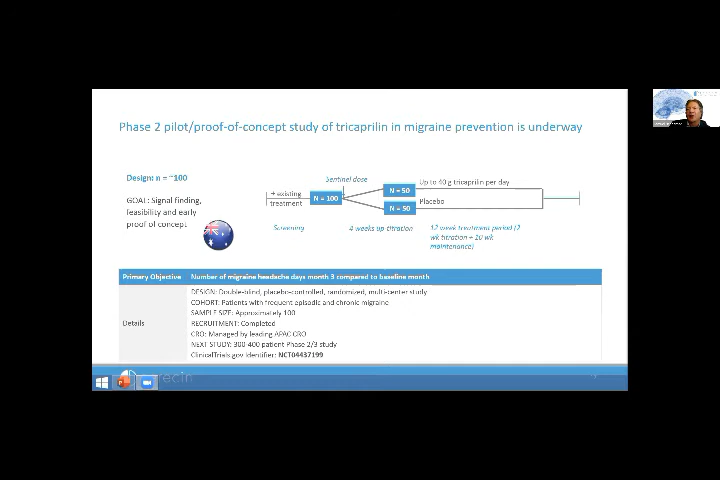 Phase 2 pilot/proof-of-concept study of tricaprilin in migraine prevention is underway
Design: n = ~100
GOAL: Signal finding,
feasibility and early
proof of concept
Sentinel dose
+ existing
treatment
N = 100
N = 50
N = 50
Up to 40 g tricaprilin per day
Placebo
Screening
4 weeks up titration
12 week treatment period (2
wk titration + 10 wk
maintenance)
Primary Objective
Number of migraine headache days month 3 compared to baseline month
Details
DESIGN: Double-blind, placebo-controlled, randomized, multi-center study
COHORT: Patients with frequent episodic and chronic migraine
SAMPLE SIZE: Approximately 100
RECRUITMENT: Completed
CRO: Managed by leading APAC CRO
NEXT STUDY: 300-400 patient Phase 2/3 study
ClinicalTrials.gov Identifier: NCT04437199